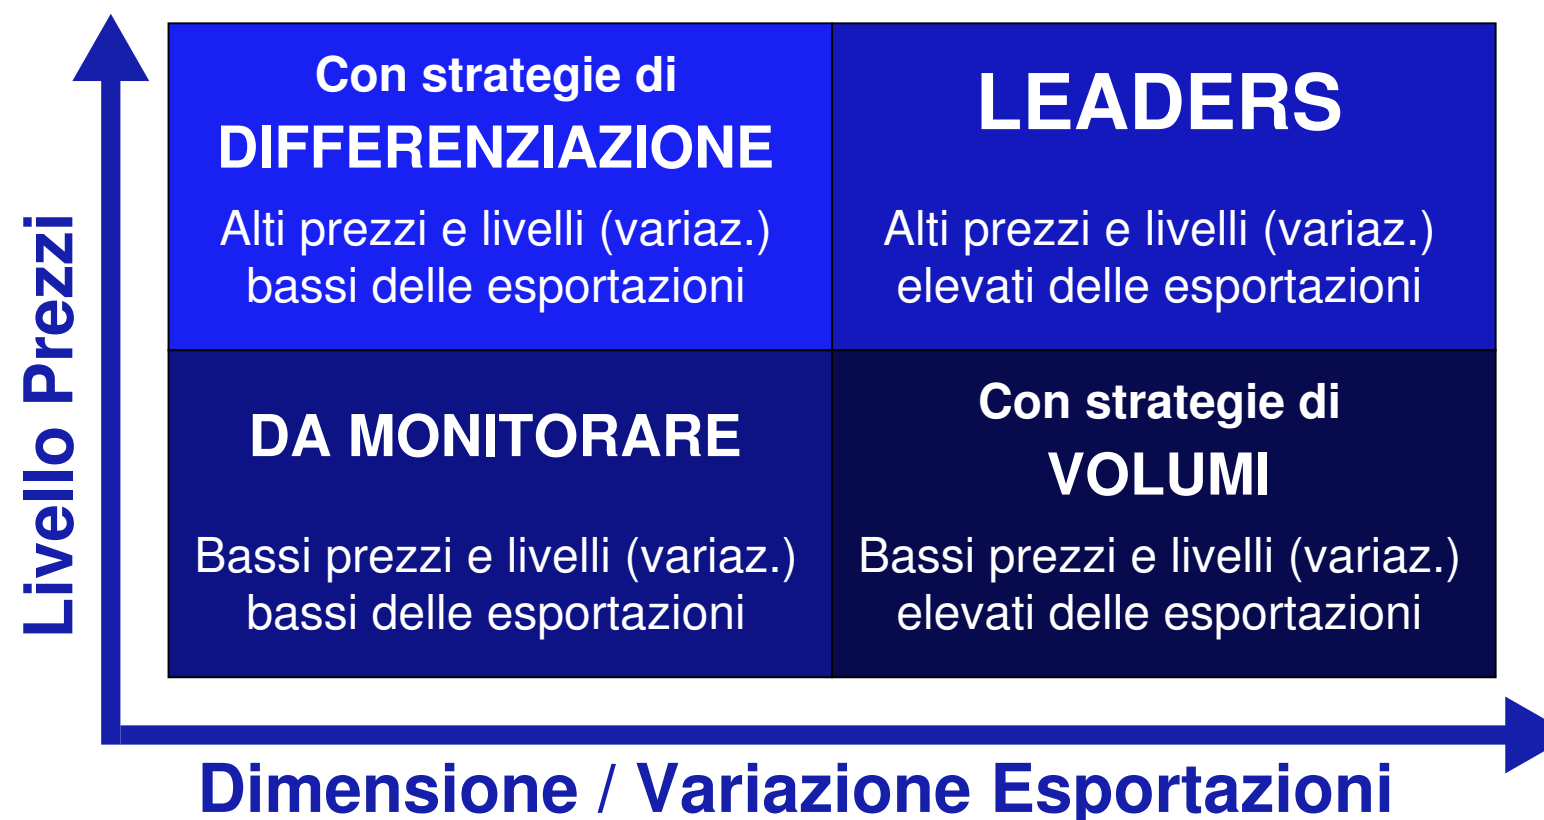 Livello Prezzi
Con strategie di
DIFFERENZIAZIONE
Alti prezzi e livelli (variaz.)
bassi delle esportazioni
LEADERS
Alti prezzi e livelli (variaz.)
elevati delle esportazioni
DA MONITORARE
Bassi prezzi e livelli (variaz.)
bassi delle esportazioni
Con strategie di
VOLUMI
Bassi prezzi e livelli (variaz.)
elevati delle esportazioni
Dimensione / Variazione Esportazioni